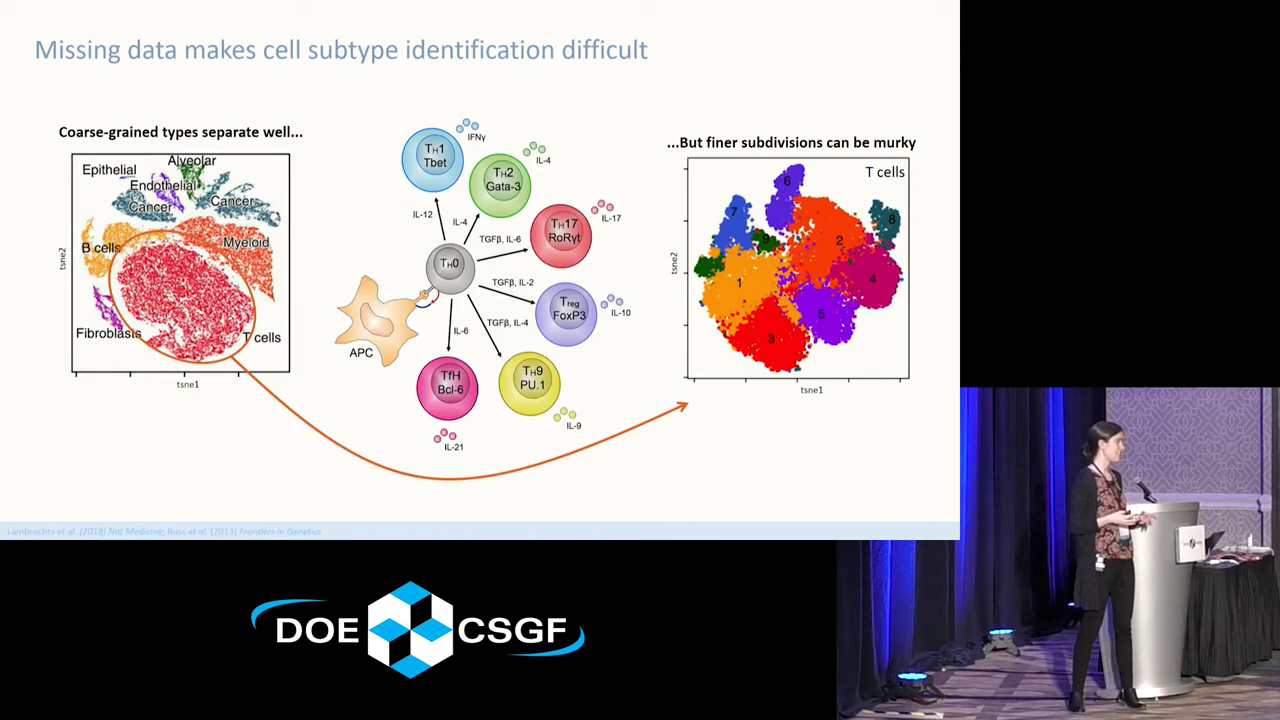 Missing data makes cell subtype identification difficult
Coarse-grained types separate well...
Epithelial
Alveolar
Endothelial
Cancer
Cancer
B cells
Myeloid
Fibroblasts
T cells
tsne2
tsne1
TH1
Tbet
IFNγ
TH2
Gata-3
IL-4
TH17
RoRγt
IL-17
Treg
FoxP3
IL-10
TH9
PU.1
IL-9
TfH
Bcl-6
IL-21
TH0
APC
IL-12
IL-4
TGFβ, IL-6
TGFβ, IL-2
TGFβ, IL-4
IL-6
...But finer subdivisions can be murky
T cells
6
7
8
9
2
1
4
5
3
tsne2
tsne1
et al. (2018) Nat Medicine; Russ et al. (2013) Frontiers in Genetics
DOE CSGF